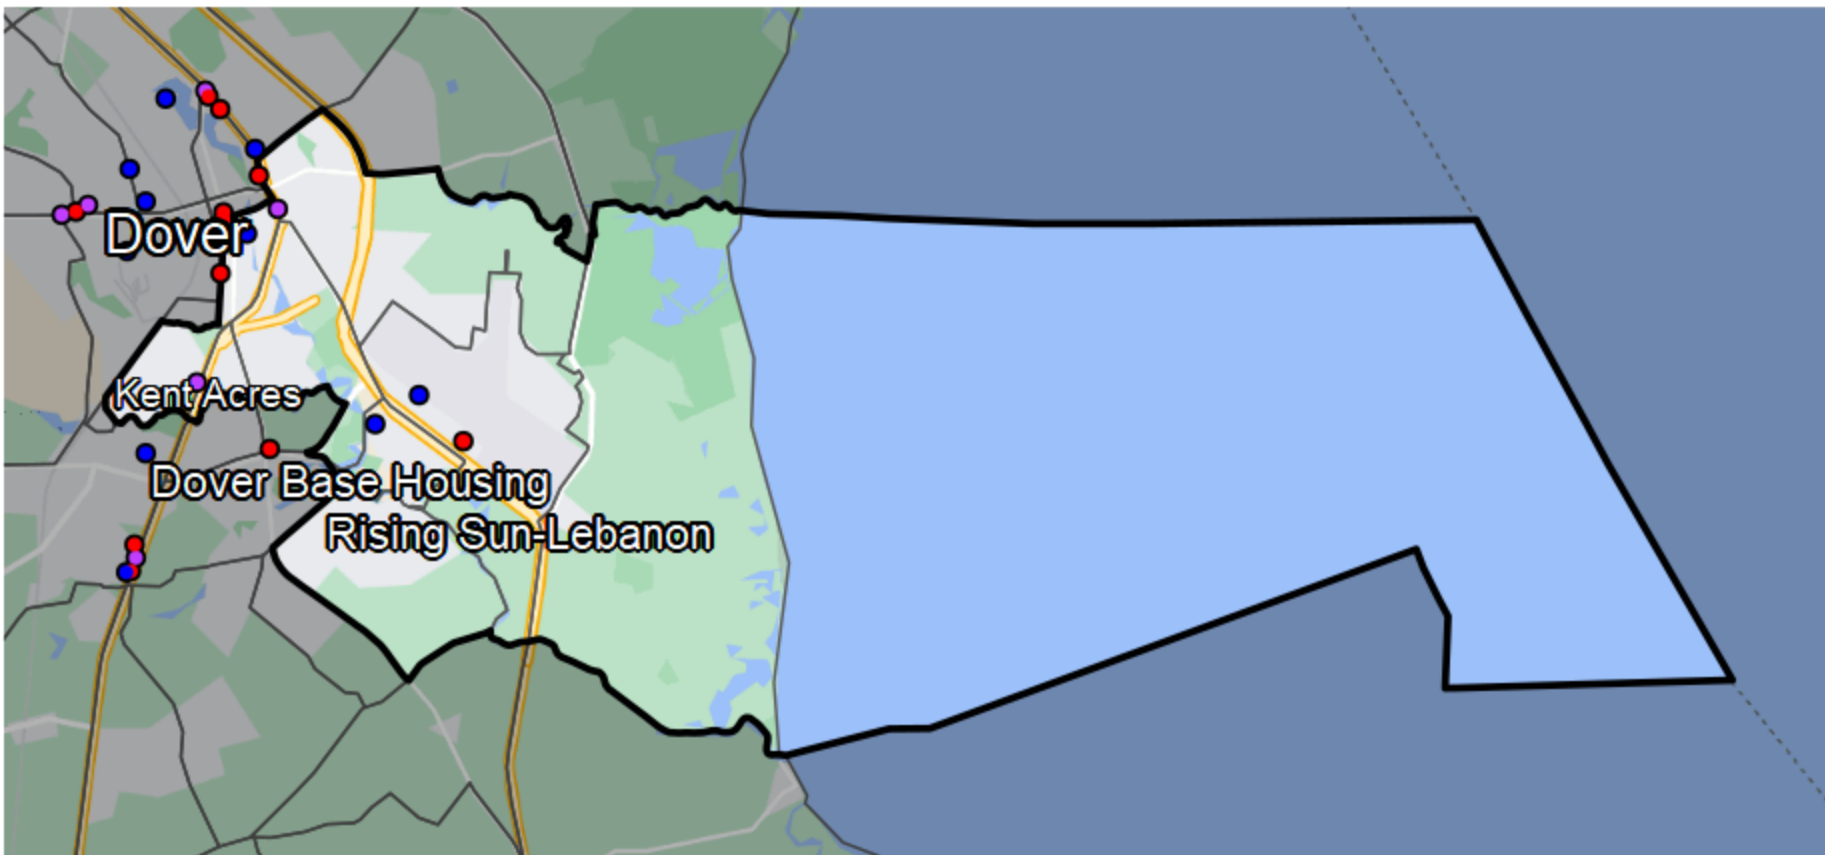 Dover
Kent Acres
Dover Base Housing
Rising Sun-Lebanon